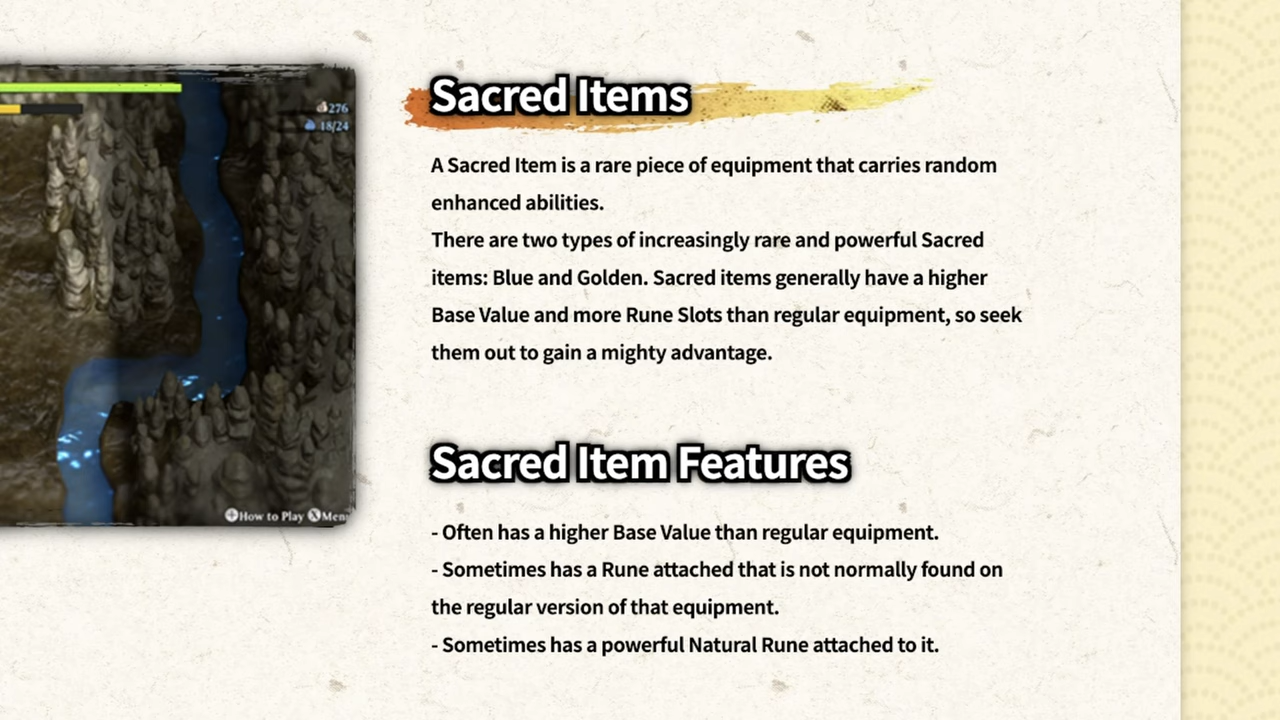 276
18/24
How to Play
Sacred Items
A Sacred Item is a rare piece of equipment that carries random
enhanced abilities.
There are two types of increasingly rare and powerful Sacred
items: Blue and Golden. Sacred items generally have a higher
Base Value and more Rune Slots than regular equipment, so seek
them out to gain a mighty advantage.
Sacred Item Features
- Often has a higher Base Value than regular equipment.
- Sometimes has a Rune attached that is not normally found on
the regular version of that equipment.
- Sometimes has a powerful Natural Rune attached to it.